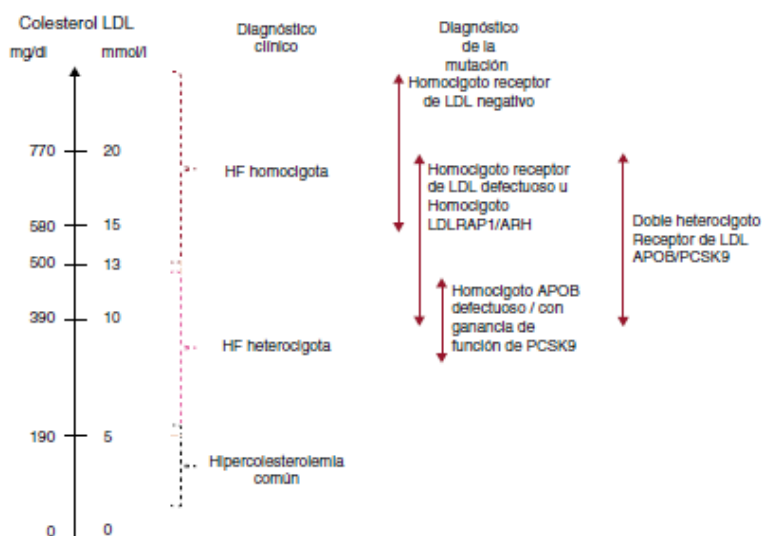 Colesterol LDL
mg/dl
mmol/l
Diagnóstico
clínico
Diagnóstico
de la
mutación
770
20
580
15
500
13
390
10
190
5
0
0
HF homocigota
HF heterocigota
Hipercolesterolemia
común
Homocigoto receptor
de LDL negativo
Homocigoto receptor
de LDL defectuoso u
Homocigoto
LDLRAP1/ARH
Homocigoto APOB
defectuoso / con
ganancia de
función de PCSK9
Doble heterocigoto
Receptor de LDL
APOB/PCSK9